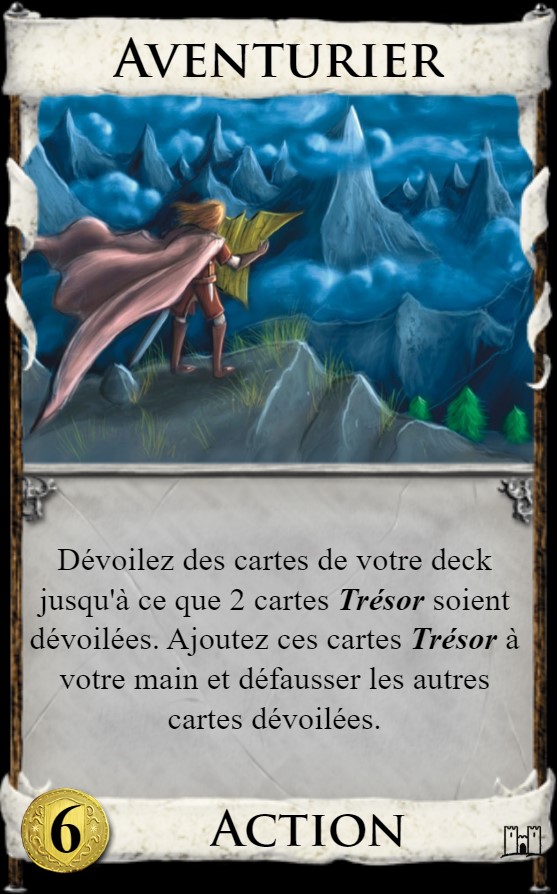 AVENTURIER
Dévoilez des cartes de votre deck
jusqu'à ce que 2 cartes Trésor soient
dévoilées. Ajoutez ces cartes Trésor à
votre main et défausser les autres
cartes dévoilées.
6
ACTION